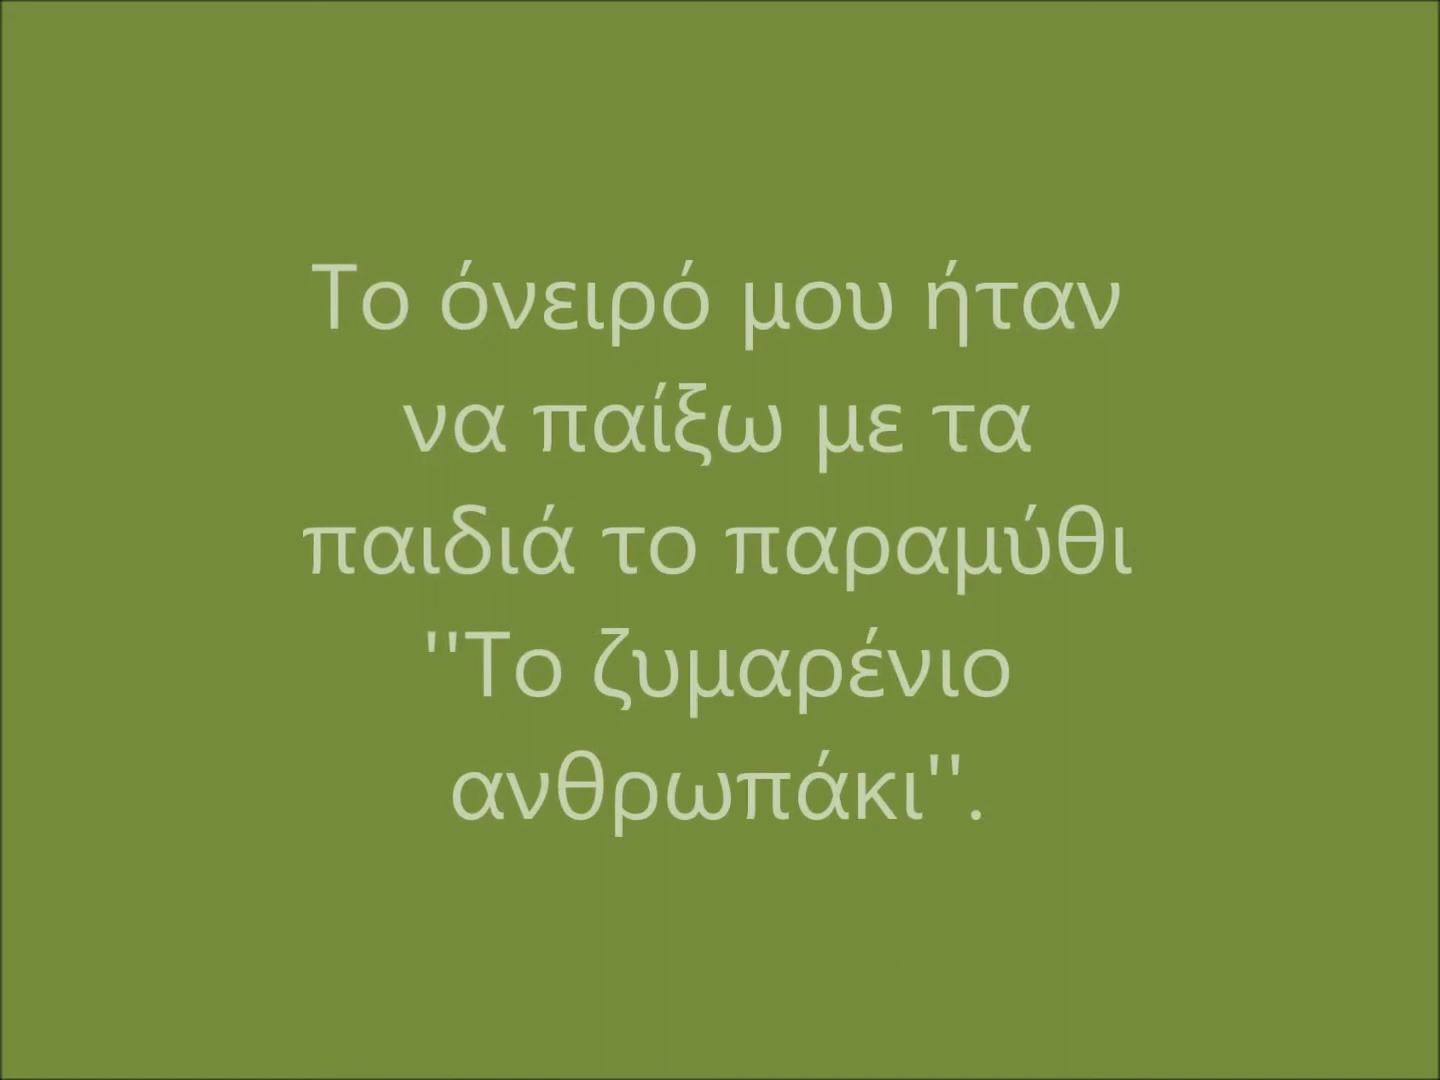 Το όνειρό μου ήταν
να παίξω με τα
παιδιά το παραμύθι
''Το ζυμαρένιο
ανθρωπάκι''.